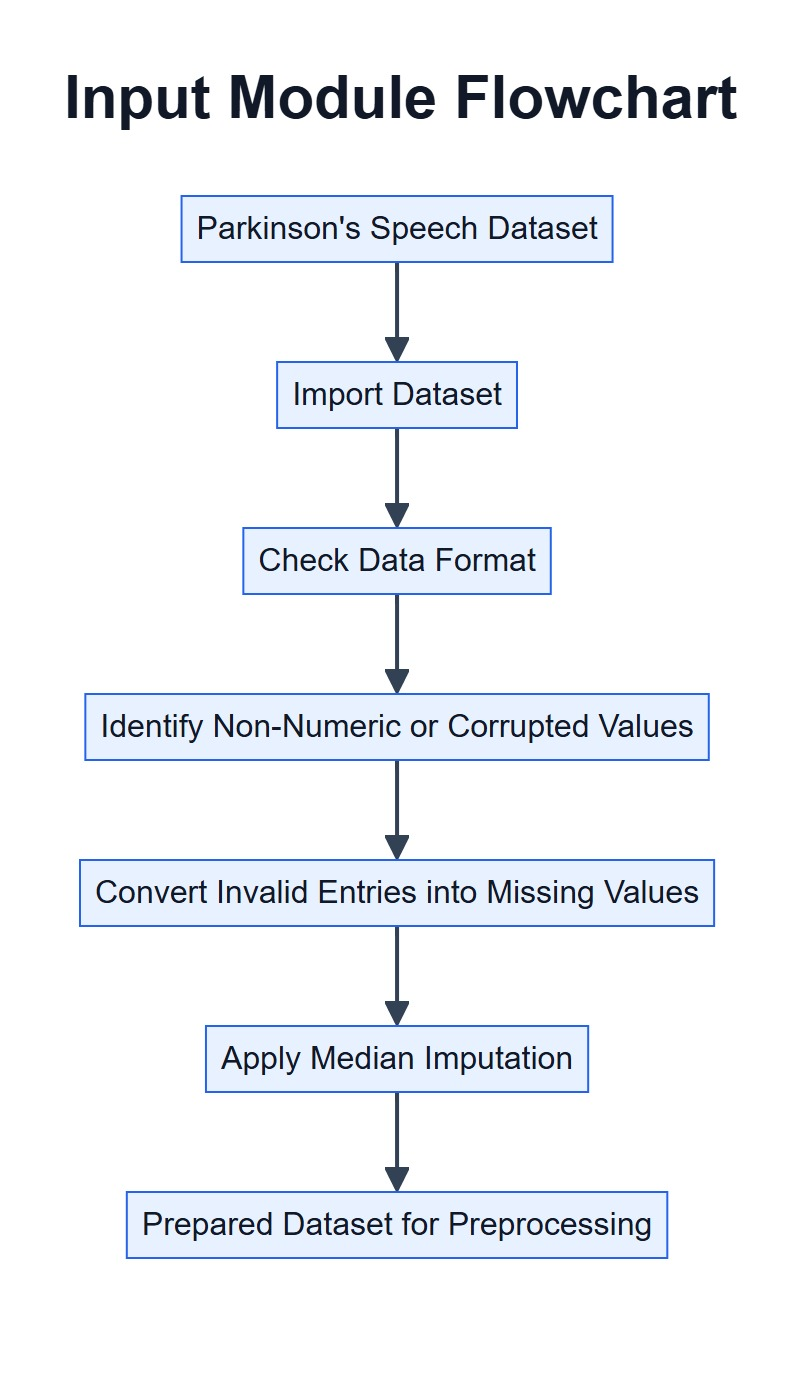 Input Module Flowchart
Parkinson's Speech Dataset
Import Dataset
Check Data Format
Identify Non-Numeric or Corrupted Values
Convert Invalid Entries into Missing Values
Apply Median Imputation
Prepared Dataset for Preprocessing